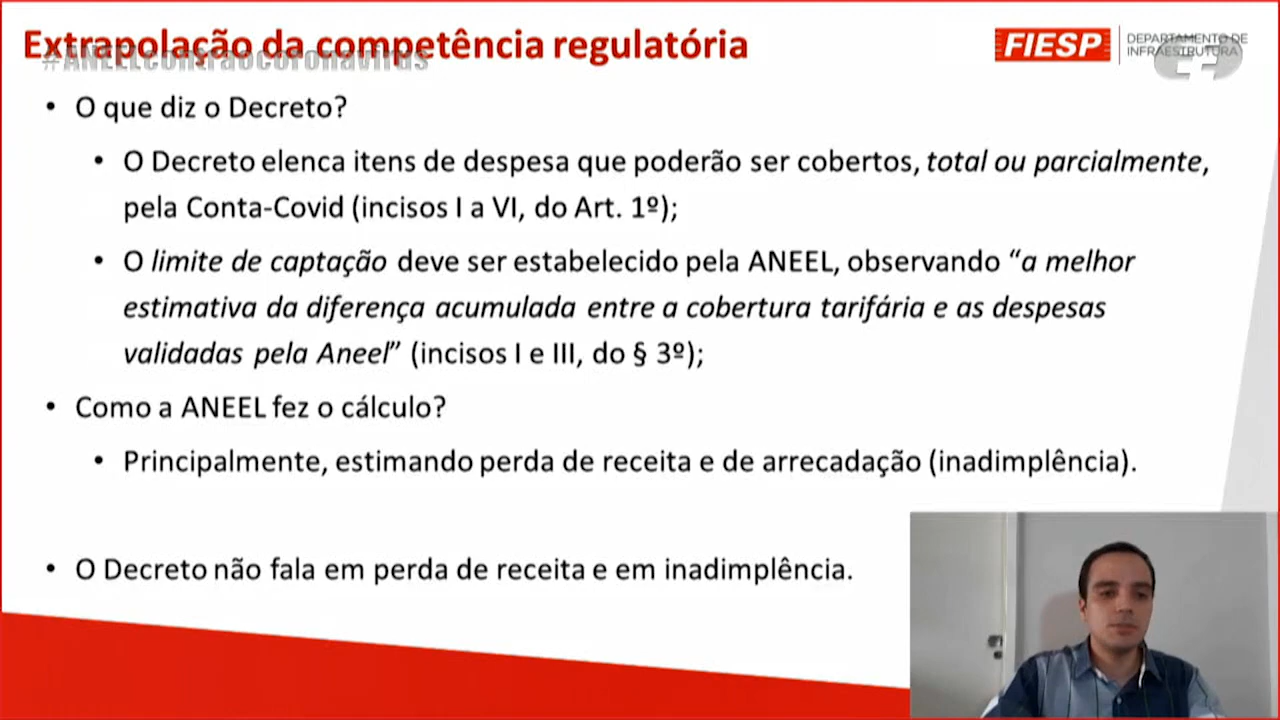 Extrapolação da competência regulatória
#ANEELcontraocoronavírus
FIESP
DEPARTAMENTO DE
INFRAESTRUTURA
• O que diz o Decreto?
• O Decreto elenca itens de despesa que poderão ser cobertos, total ou parcialmente,
pela Conta-Covid (incisos I a VI, do Art. 1º);
• O limite de captação deve ser estabelecido pela ANEEL, observando “a melhor
estimativa da diferença acumulada entre a cobertura tarifária e as despesas
validadas pela Aneel” (incisos I e III, do § 3º);
• Como a ANEEL fez o cálculo?
• Principalmente, estimando perda de receita e de arrecadação (inadimplência).
• O Decreto não fala em perda de receita e em inadimplência.